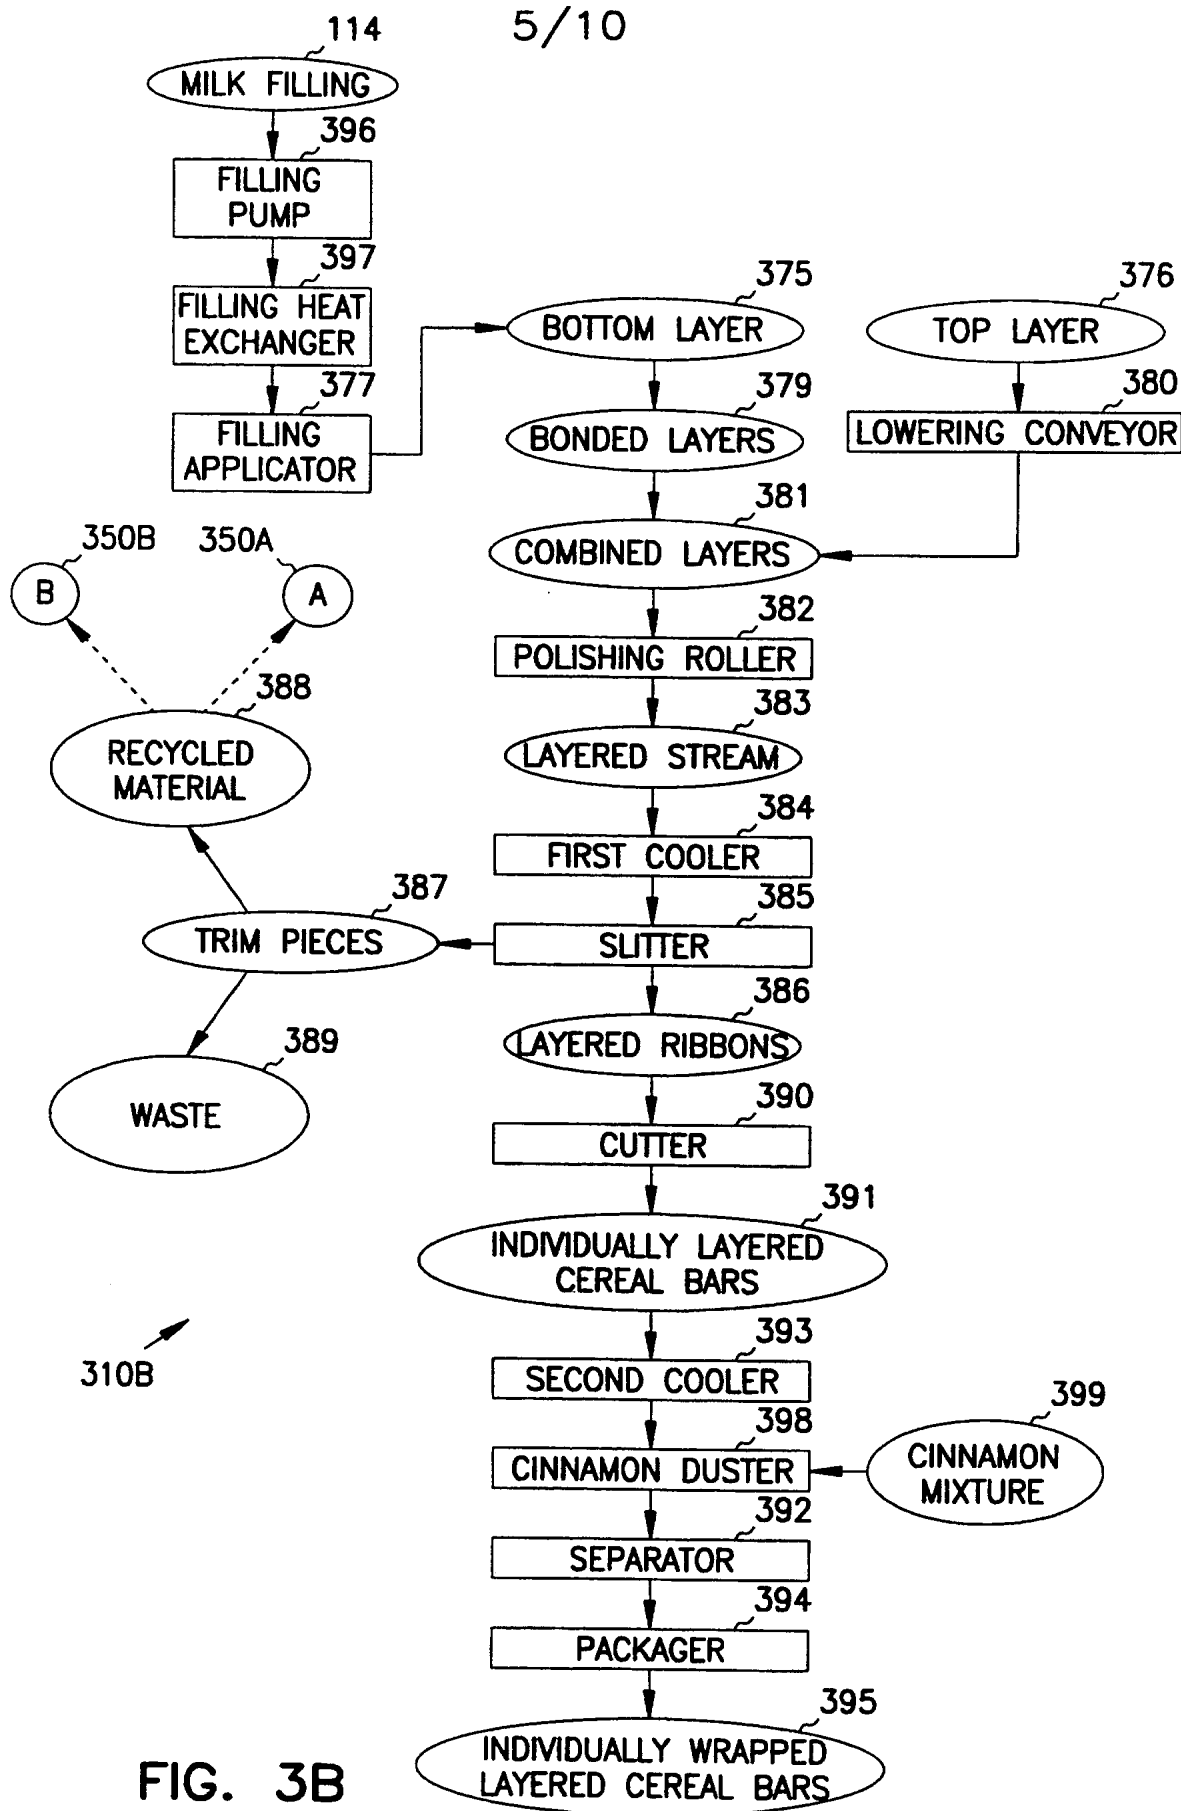 5/10
114
MILK FILLING
396
FILLING
PUMP
397
FILLING HEAT
EXCHANGER
377
FILLING
APPLICATOR
375
BOTTOM LAYER
376
TOP LAYER
379
BONDED LAYERS
380
LOWERING CONVEYOR
381
COMBINED LAYERS
350B
B
350A
A
382
POLISHING ROLLER
388
RECYCLED
MATERIAL
383
LAYERED STREAM
384
FIRST COOLER
387
TRIM PIECES
385
SLITTER
386
LAYERED RIBBONS
389
WASTE
390
CUTTER
391
INDIVIDUALLY LAYERED
CEREAL BARS
310B
393
SECOND COOLER
398
CINNAMON DUSTER
399
CINNAMON
MIXTURE
392
SEPARATOR
394
PACKAGER
395
INDIVIDUALLY WRAPPED
LAYERED CEREAL BARS
FIG. 3B